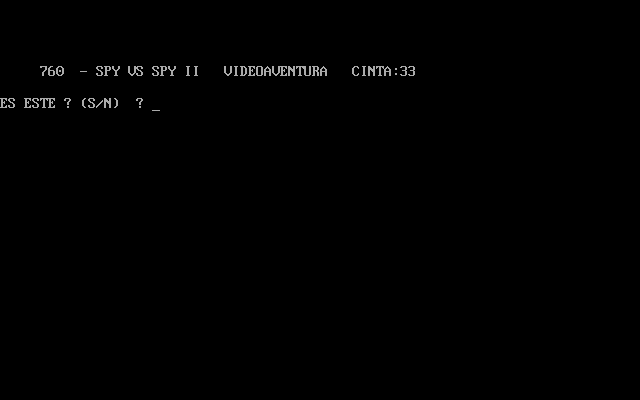 760 - SPY VS SPY II VIDEOAVENTURA CINTA:33
ES ESTE ? (S/N) ? _